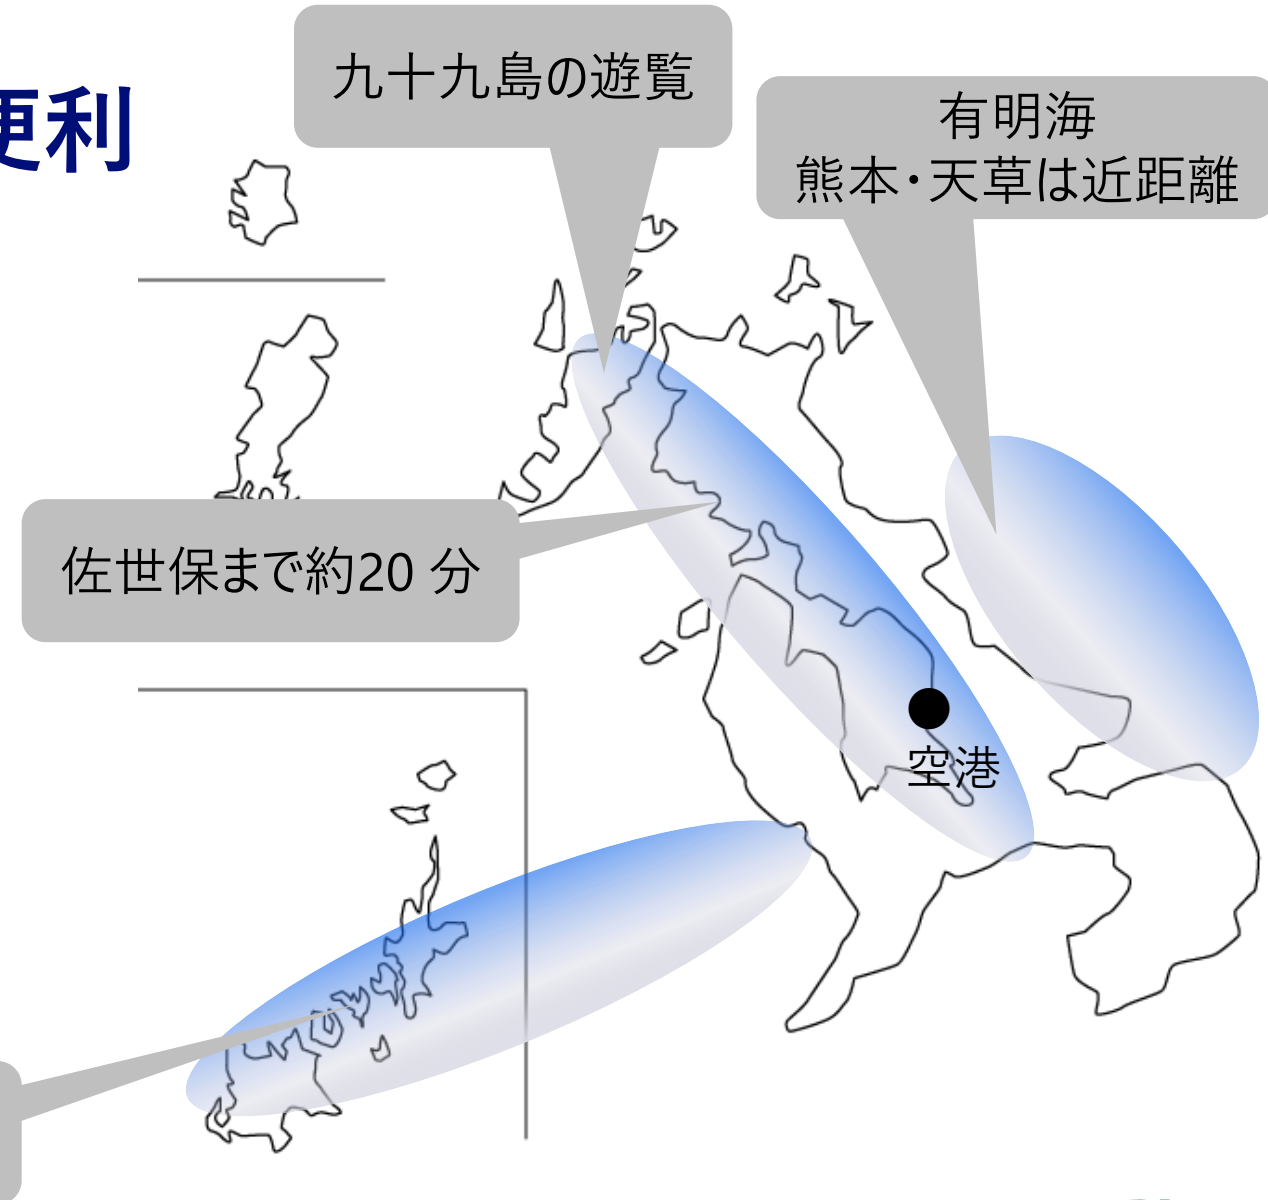 便利
九十九島の遊覧
有明海
熊本・天草は近距離
佐世保まで約20 分
空港